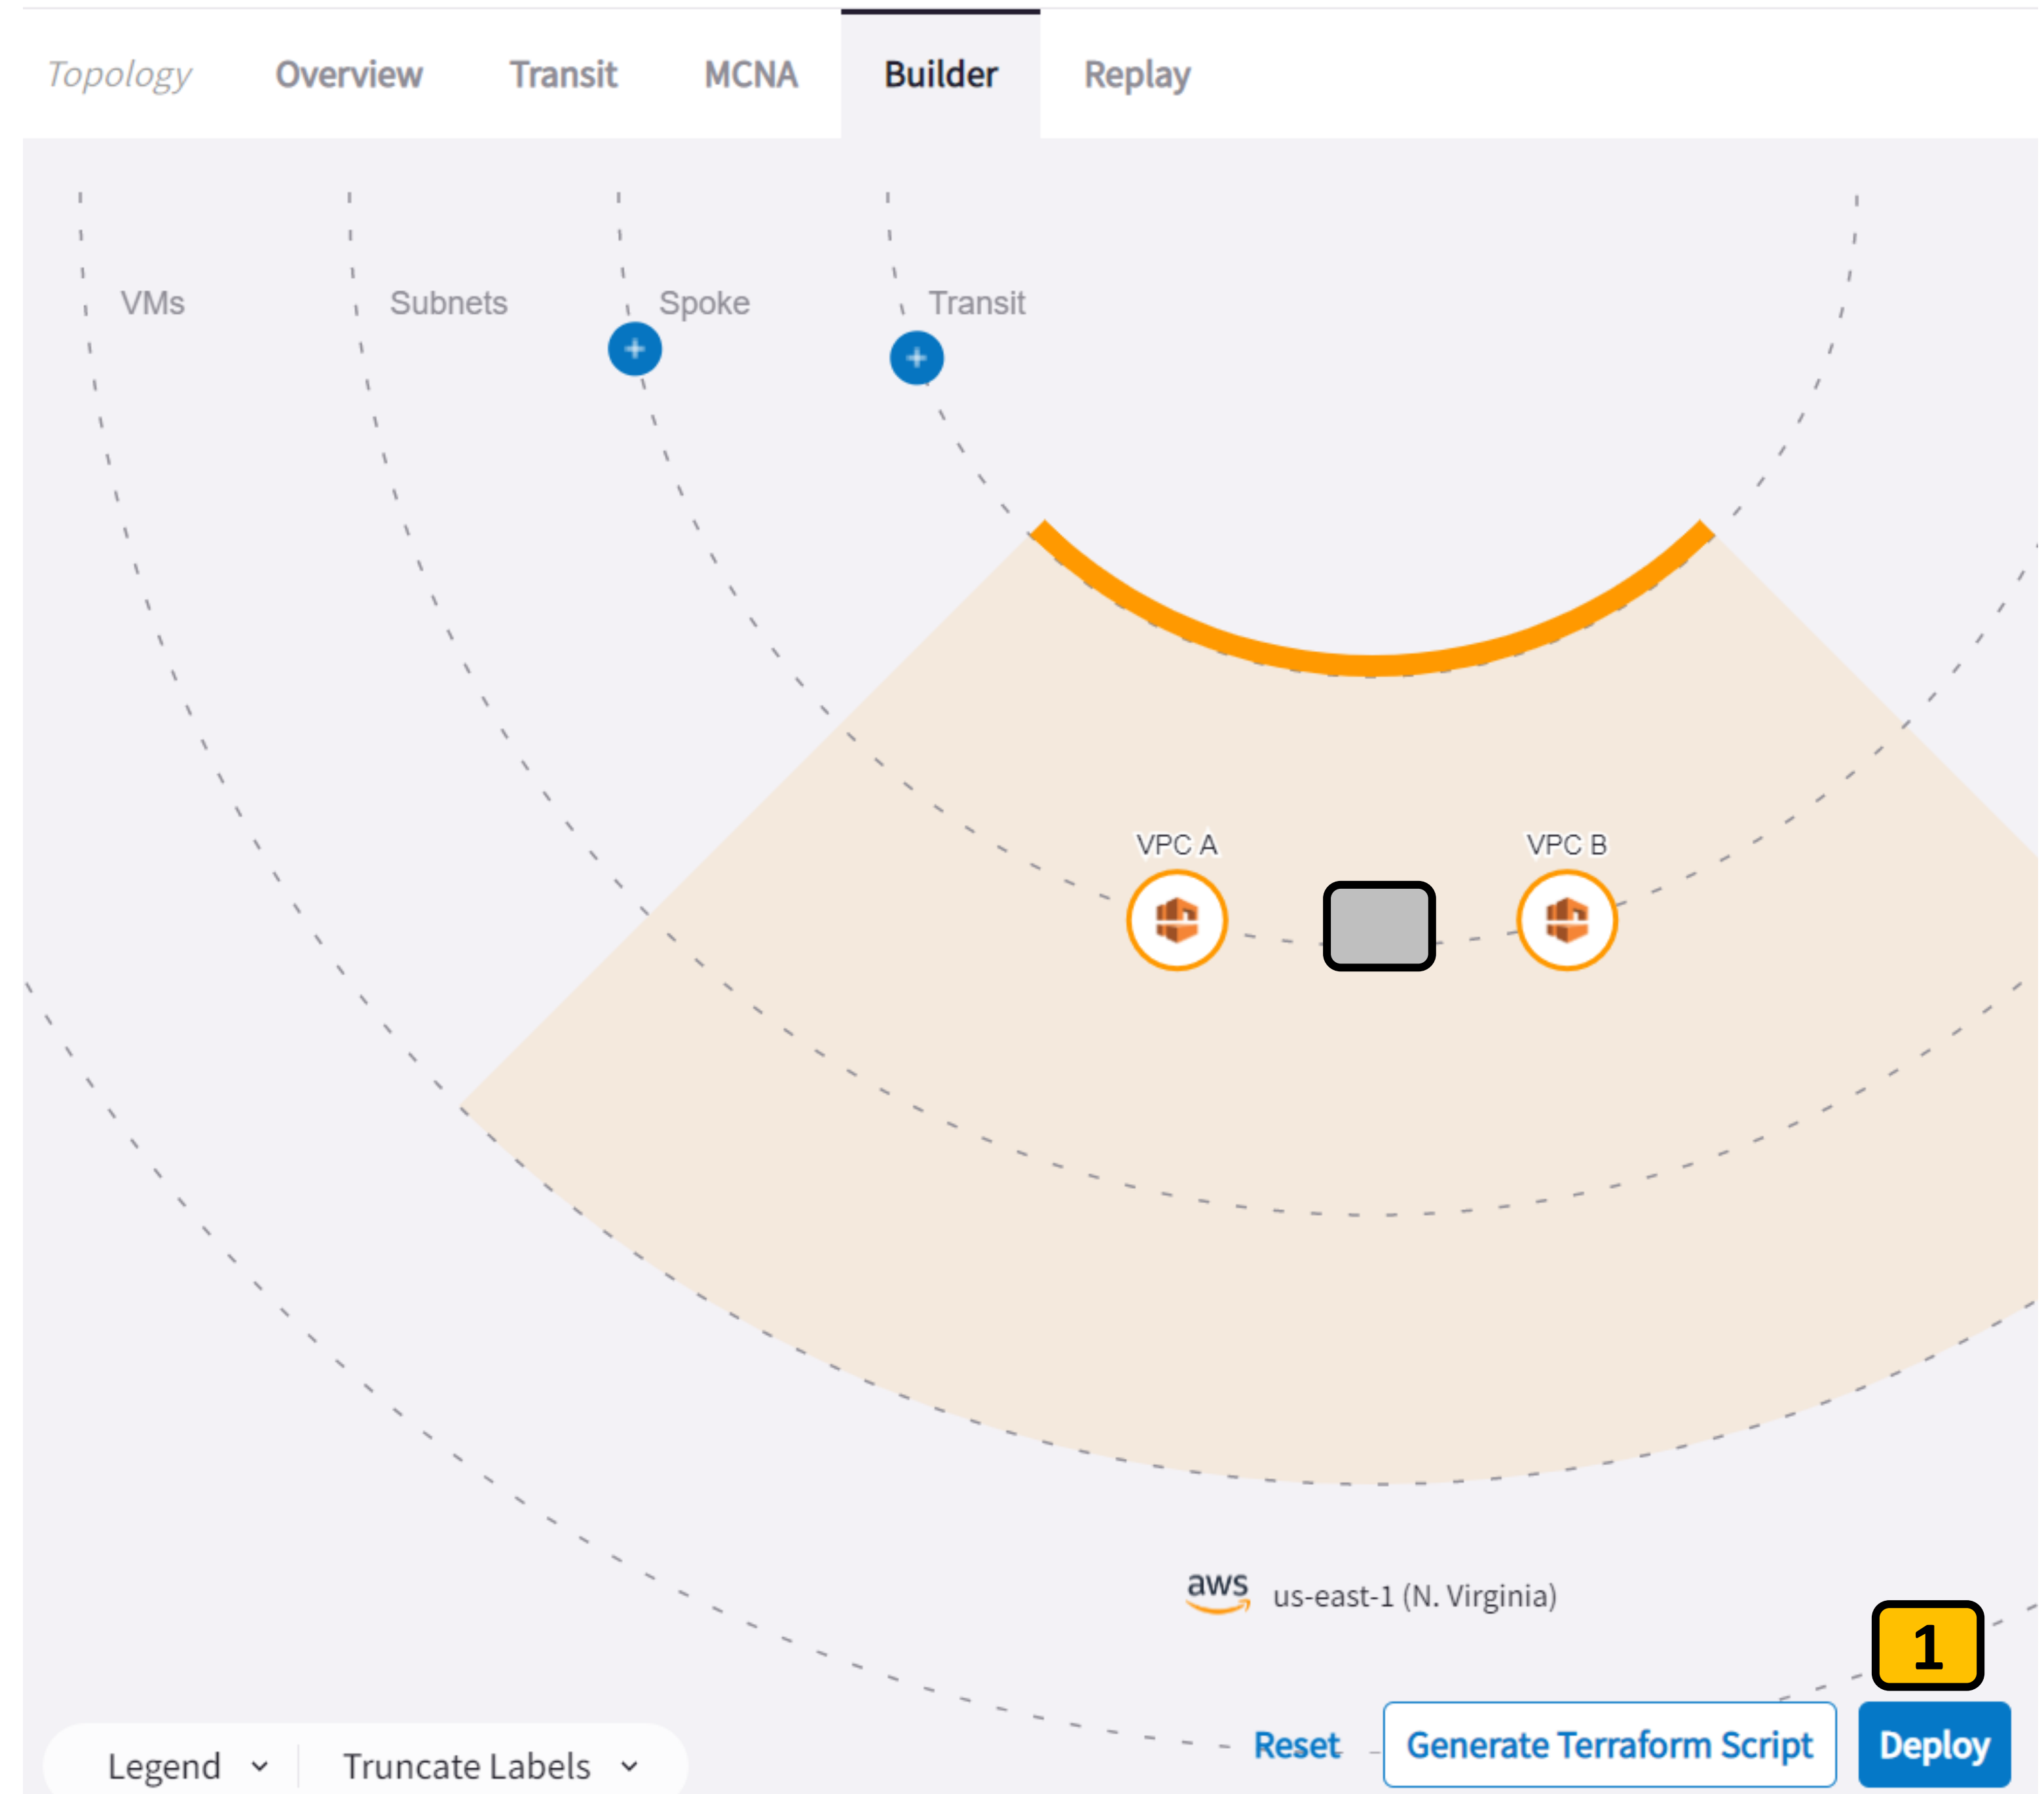 Topology Overview Transit MCNA Builder Replay
VMs Subnets Spoke Transit
VPC A VPC B
aws us-east-1 (N. Virginia)
1
Reset Generate Terraform Script Deploy
Legend Truncate Labels